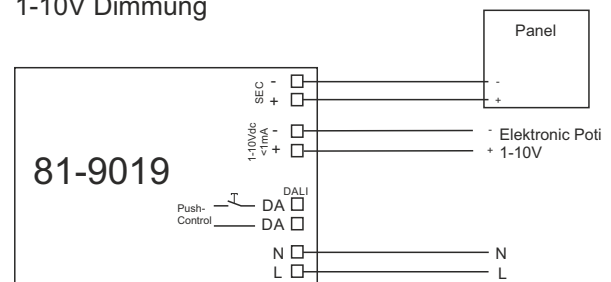 1-10V Dimmung
Panel
SEC
-
+
-
+
1-10Vdc
<1mA
-
+
- Elektronic Poti
+ 1-10V
81-9019
DALI
Push-
Control
DA
DA
N
L
N
L